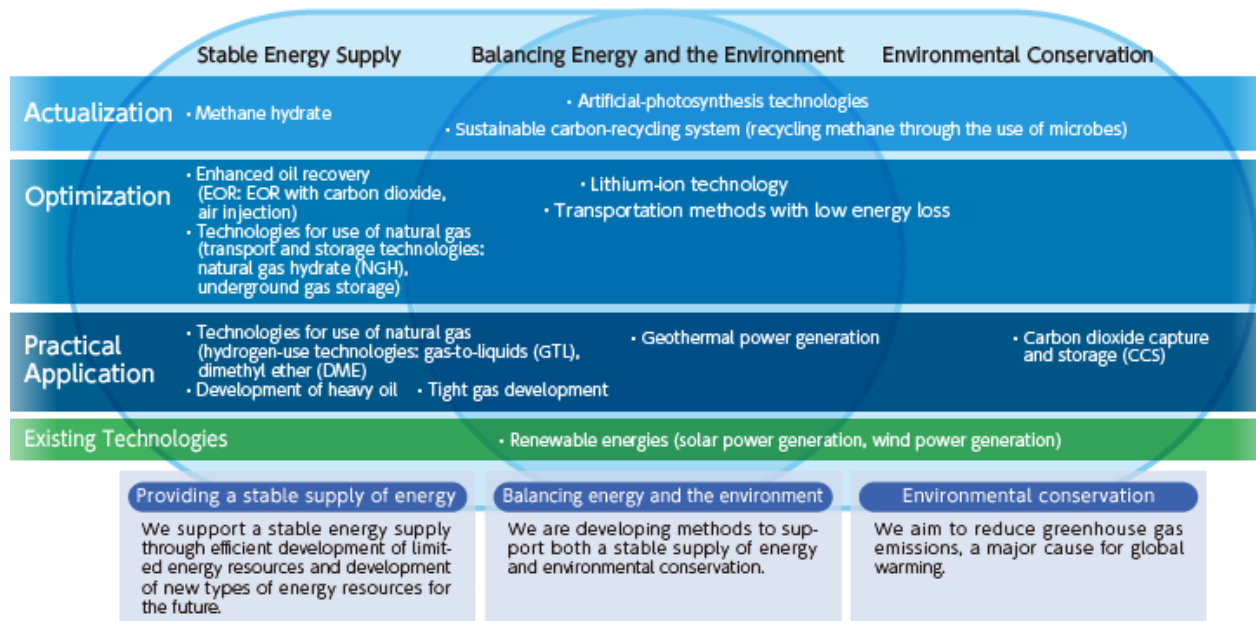 Stable Energy Supply
Balancing Energy and the Environment
Environmental Conservation
Actualization
・Methane hydrate
・Artificial-photosynthesis technologies
・Sustainable carbon-recycling system (recycling methane through the use of microbes)
Optimization
・Enhanced oil recovery
(EOR: EOR with carbon dioxide,
air injection)
・Technologies for use of natural gas
(transport and storage technologies:
natural gas hydrate (NGH),
underground gas storage)
・Lithium-ion technology
・Transportation methods with low energy loss
Practical
Application
・Technologies for use of natural gas
(hydrogen-use technologies: gas-to-liquids (GTL),
dimethyl ether (DME)
・Development of heavy oil ・Tight gas development
・Geothermal power generation
・Carbon dioxide capture
and storage (CCS)
Existing Technologies
・Renewable energies (solar power generation, wind power generation)
Providing a stable supply of energy
We support a stable energy supply
through efficient development of limit-
ed energy resources and development
of new types of energy resources for
the future.
Balancing energy and the environment
We are developing methods to sup-
port both a stable supply of energy
and environmental conservation.
Environmental conservation
We aim to reduce greenhouse gas
emissions, a major cause for global
warming.